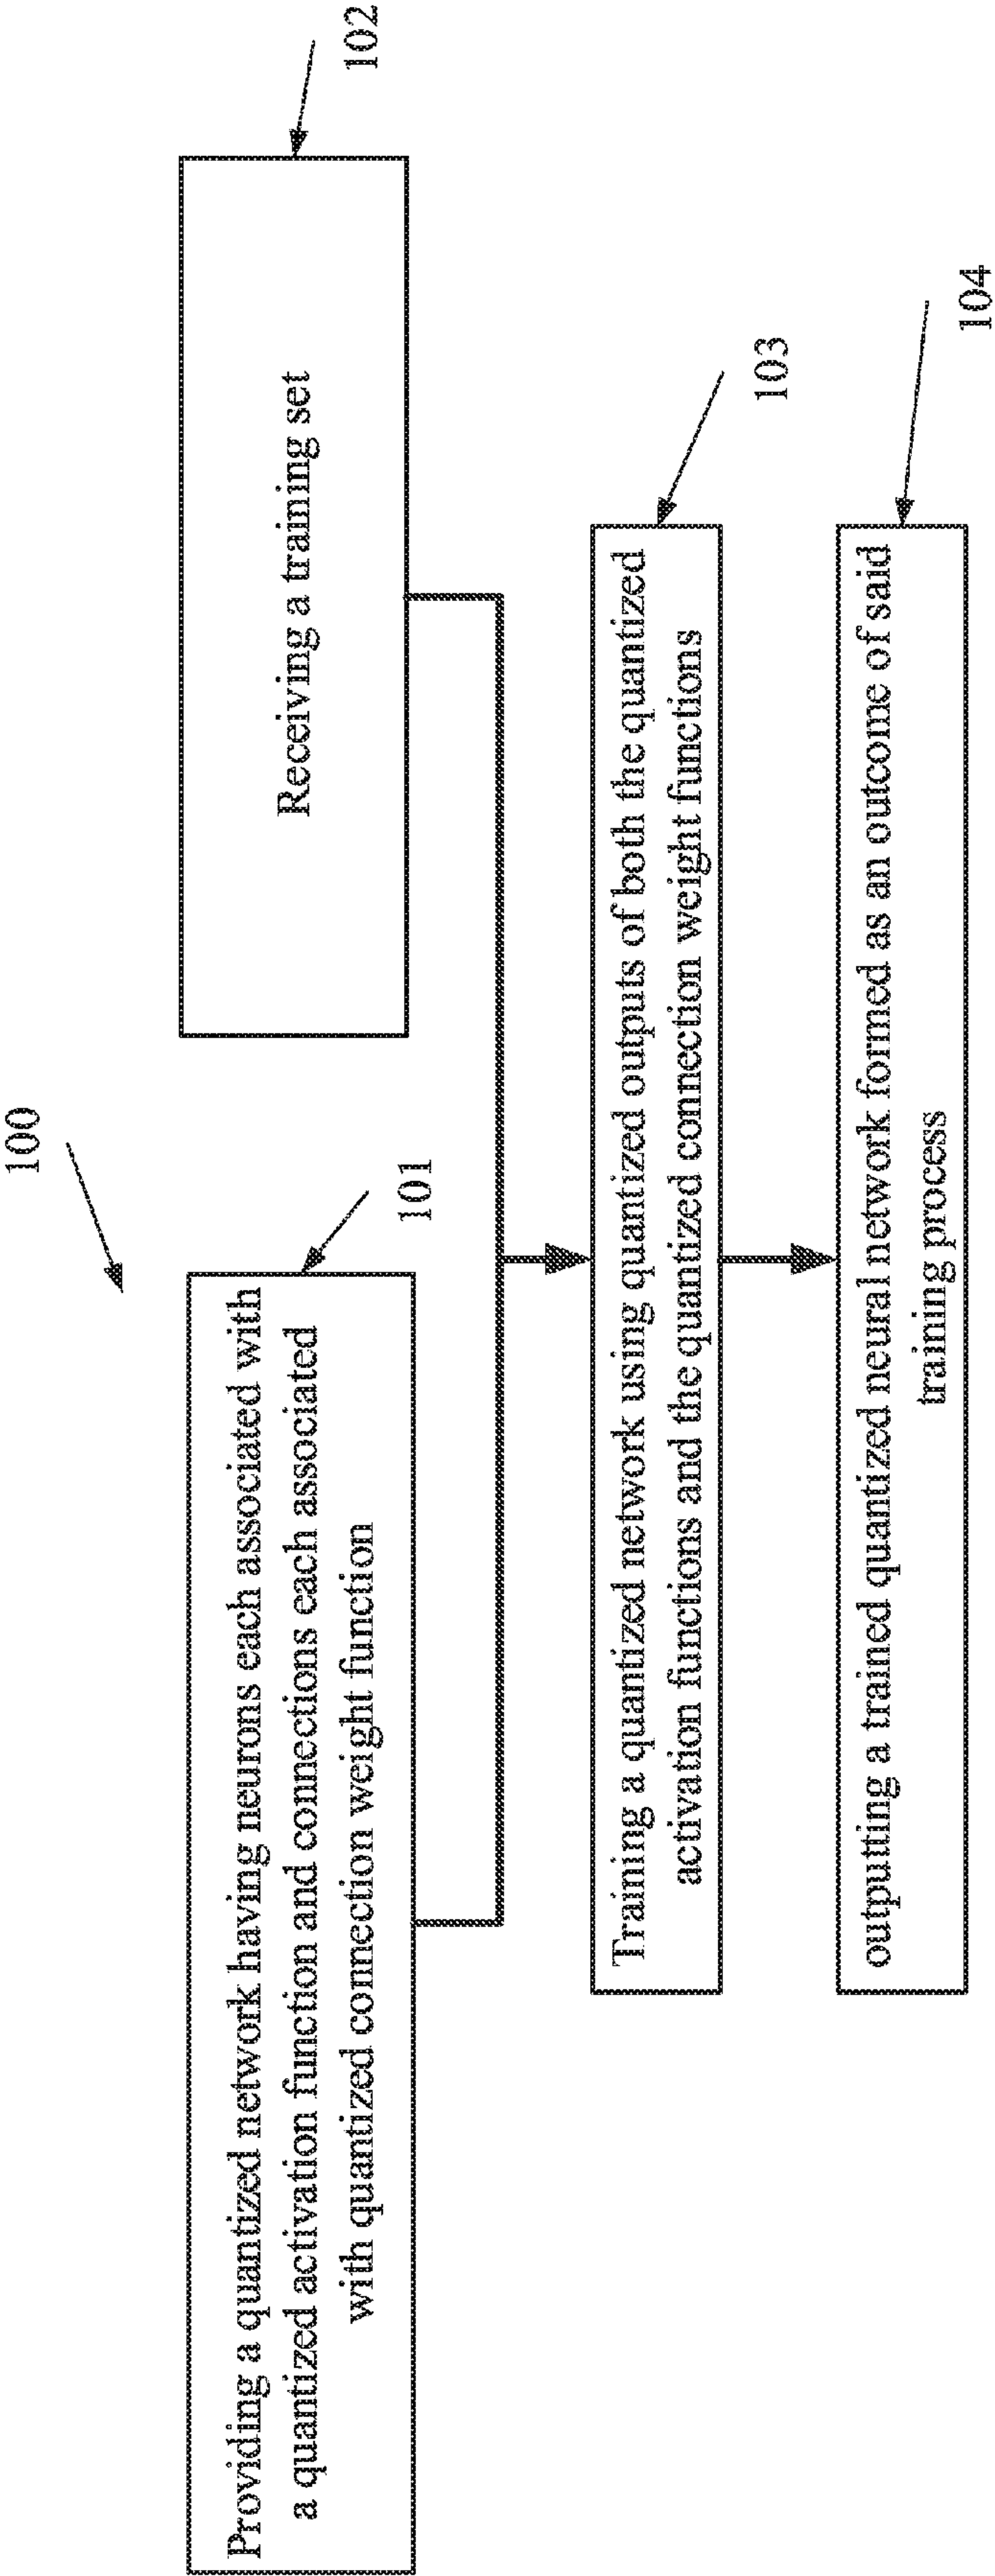 100
Providing a quantized network having neurons each associated with
a quantized activation function and connections each associated
with quantized connection weight function
101
Receiving a training set
102
Training a quantized network using quantized outputs of both the quantized
activation functions and the quantized connection weight functions
103
outputting a trained quantized neural network formed as an outcome of said
training process
104